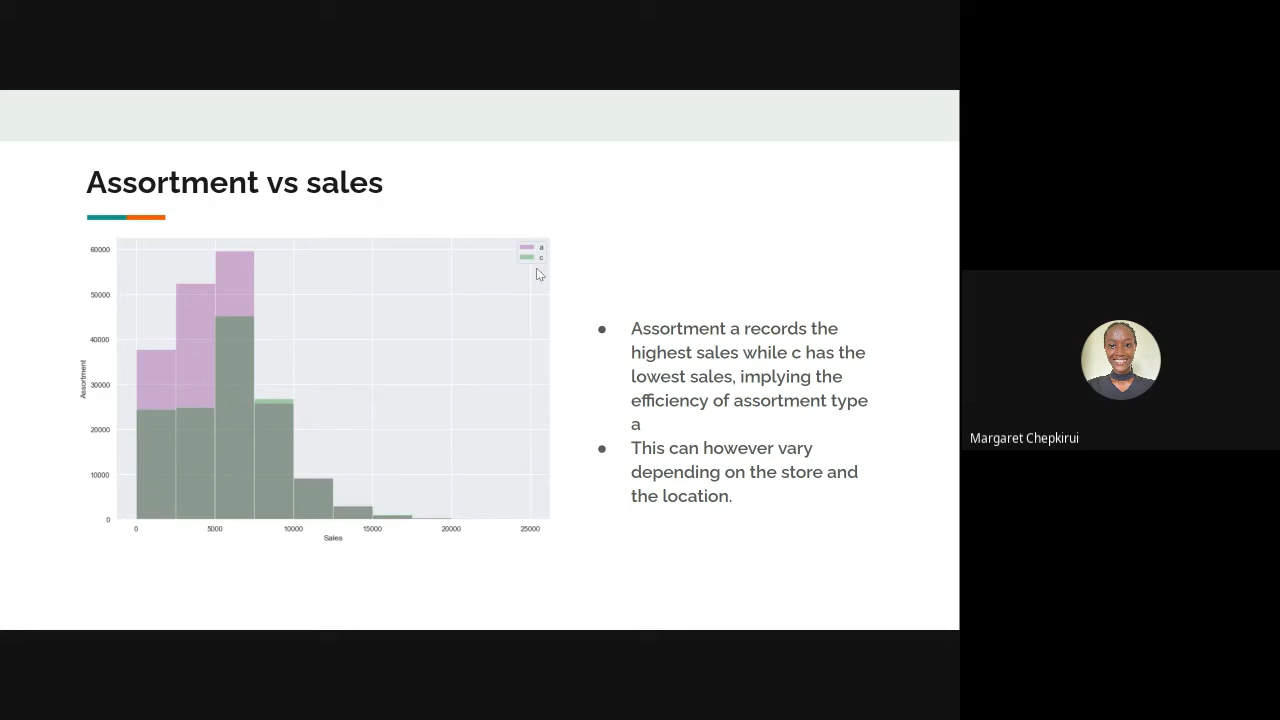 Assortment vs sales
60000
50000
40000
30000
20000
10000
0
Assortment
0
5000
10000
15000
20000
25000
Sales
a
c
● Assortment a records the
highest sales while c has the
lowest sales, implying the
efficiency of assortment type
a
● This can however vary
depending on the store and
the location.
Margaret Chepkirui